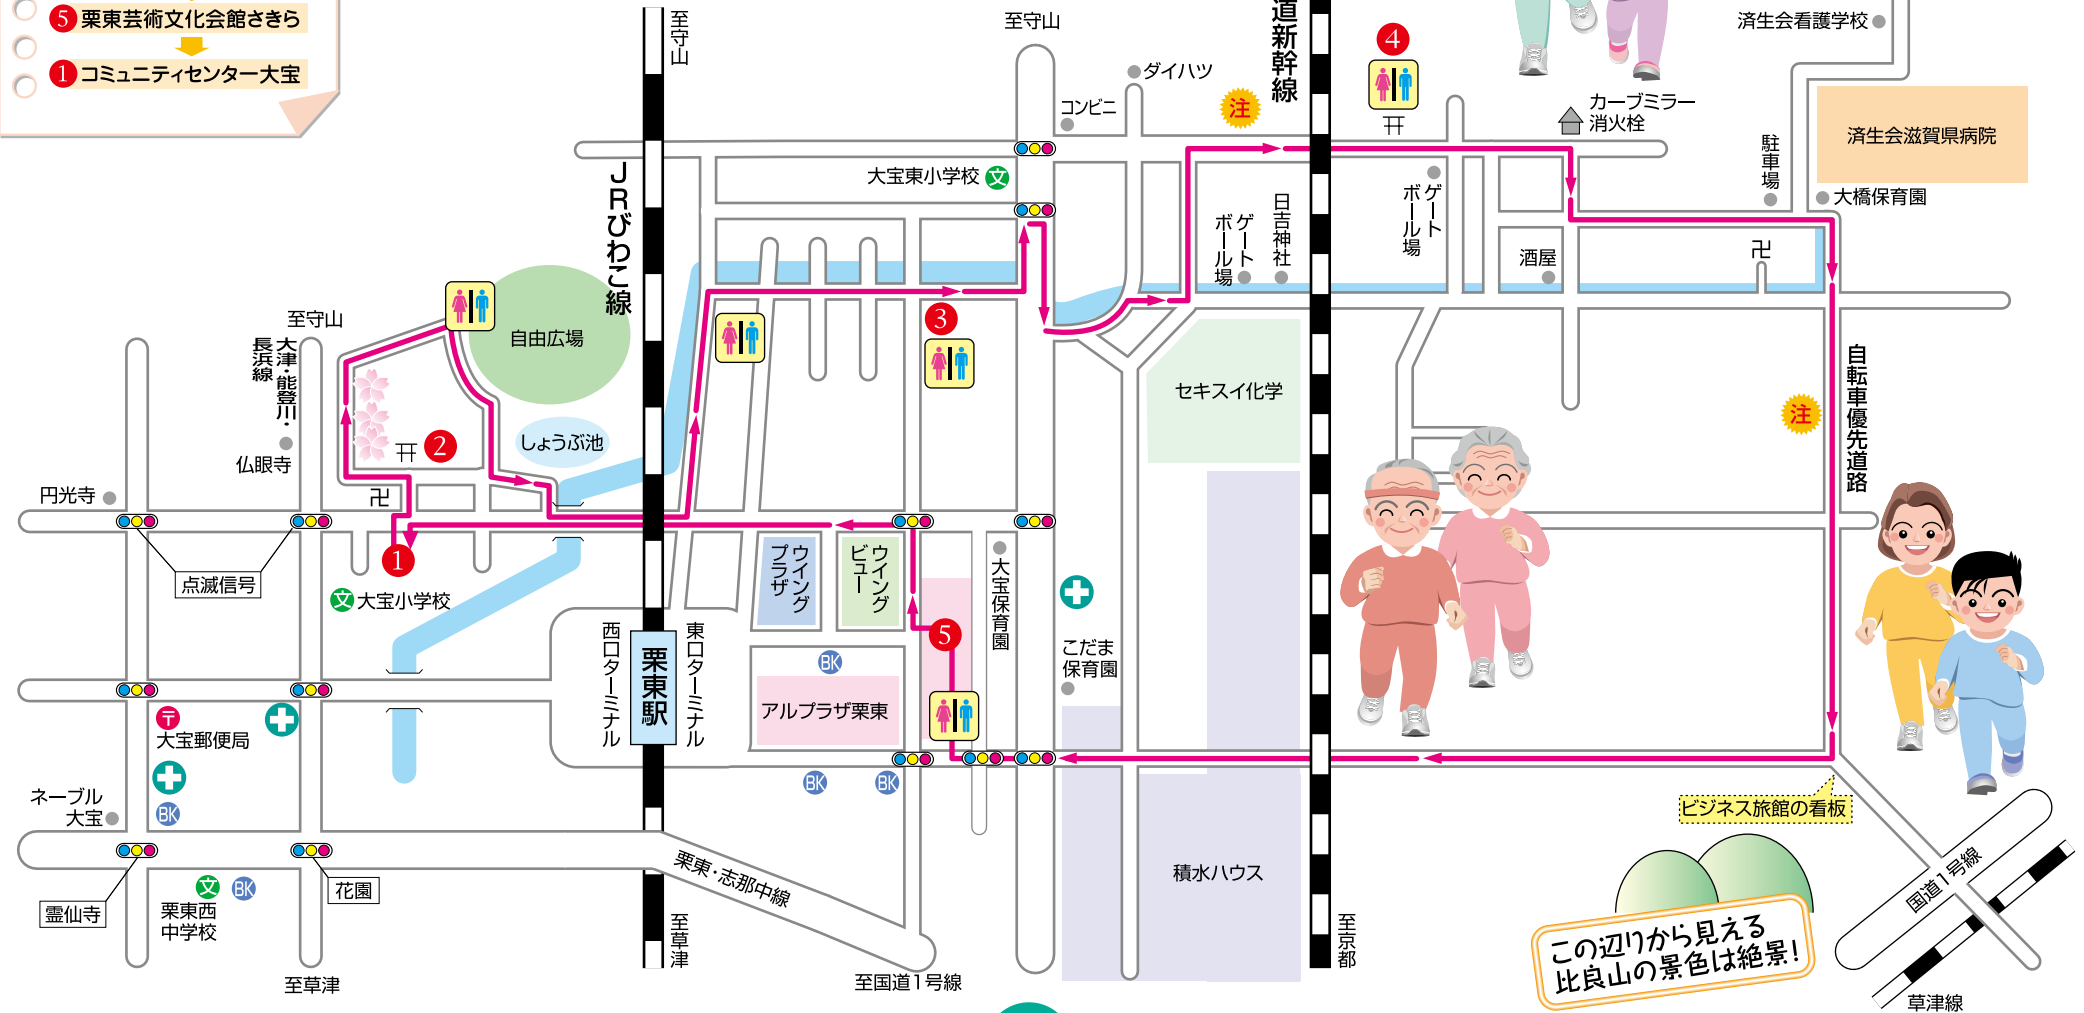 5 栗東芸術文化会館さきら
1 コミュニティセンター大宝
至守山
至守山
道新幹線
4
済生会看護学校
ダイハツ
コンビニ
注
カーブミラー
消火栓
済生会滋賀県病院
駐車場
大橋保育園
JRびわこ線
大宝東小学校
文
ゲート
ボール場
日吉神社
ゲート
ボール場
酒屋
卍
至守山
大津・能登川・
長浜線
自由広場
3
しょうぶ池
2
仏眼寺
円光寺
卍
セキスイ化学
自転車優先道路
注
1
点滅信号
文
大宝小学校
ウイング
プラザ
ウイング
ビュー
大宝保育園
5
こだま
保育園
西口ターミナル
栗東駅
東口ターミナル
BK
アルプラザ栗東
BK
BK
〒
大宝郵便局
BK
ネーブル
大宝
霊仙寺
文
BK
栗東西
中学校
花園
至草津
栗東・志那中線
至草津
至国道1号線
積水ハウス
至京都
ビジネス旅館の看板
この辺りから見える
比良山の景色は絶景!
国道1号線
草津線